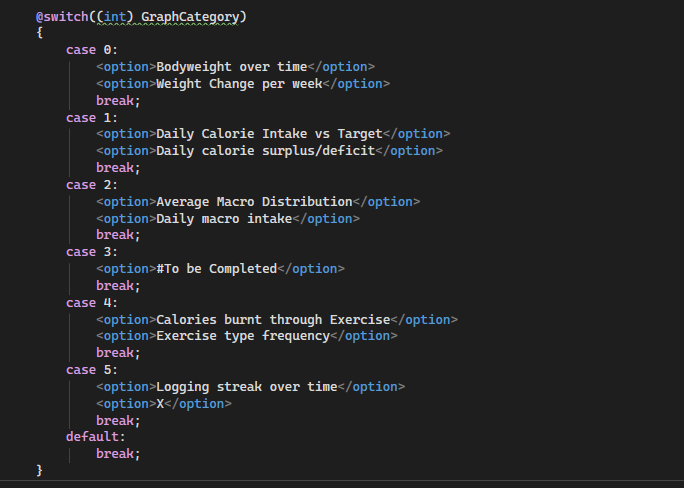 @switch((int) GraphCategory)
{
    case 0:
        <option>Bodyweight over time</option>
        <option>Weight Change per week</option>
        break;
    case 1:
        <option>Daily Calorie Intake vs Target</option>
        <option>Daily calorie surplus/deficit</option>
        break;
    case 2:
        <option>Average Macro Distribution</option>
        <option>Daily macro intake</option>
        break;
    case 3:
        <option>#To be Completed</option>
        break;
    case 4:
        <option>Calories burnt through Exercise</option>
        <option>Exercise type frequency</option>
        break;
    case 5:
        <option>Logging streak over time</option>
        <option>X</option>
        break;
    default:
        break;
}